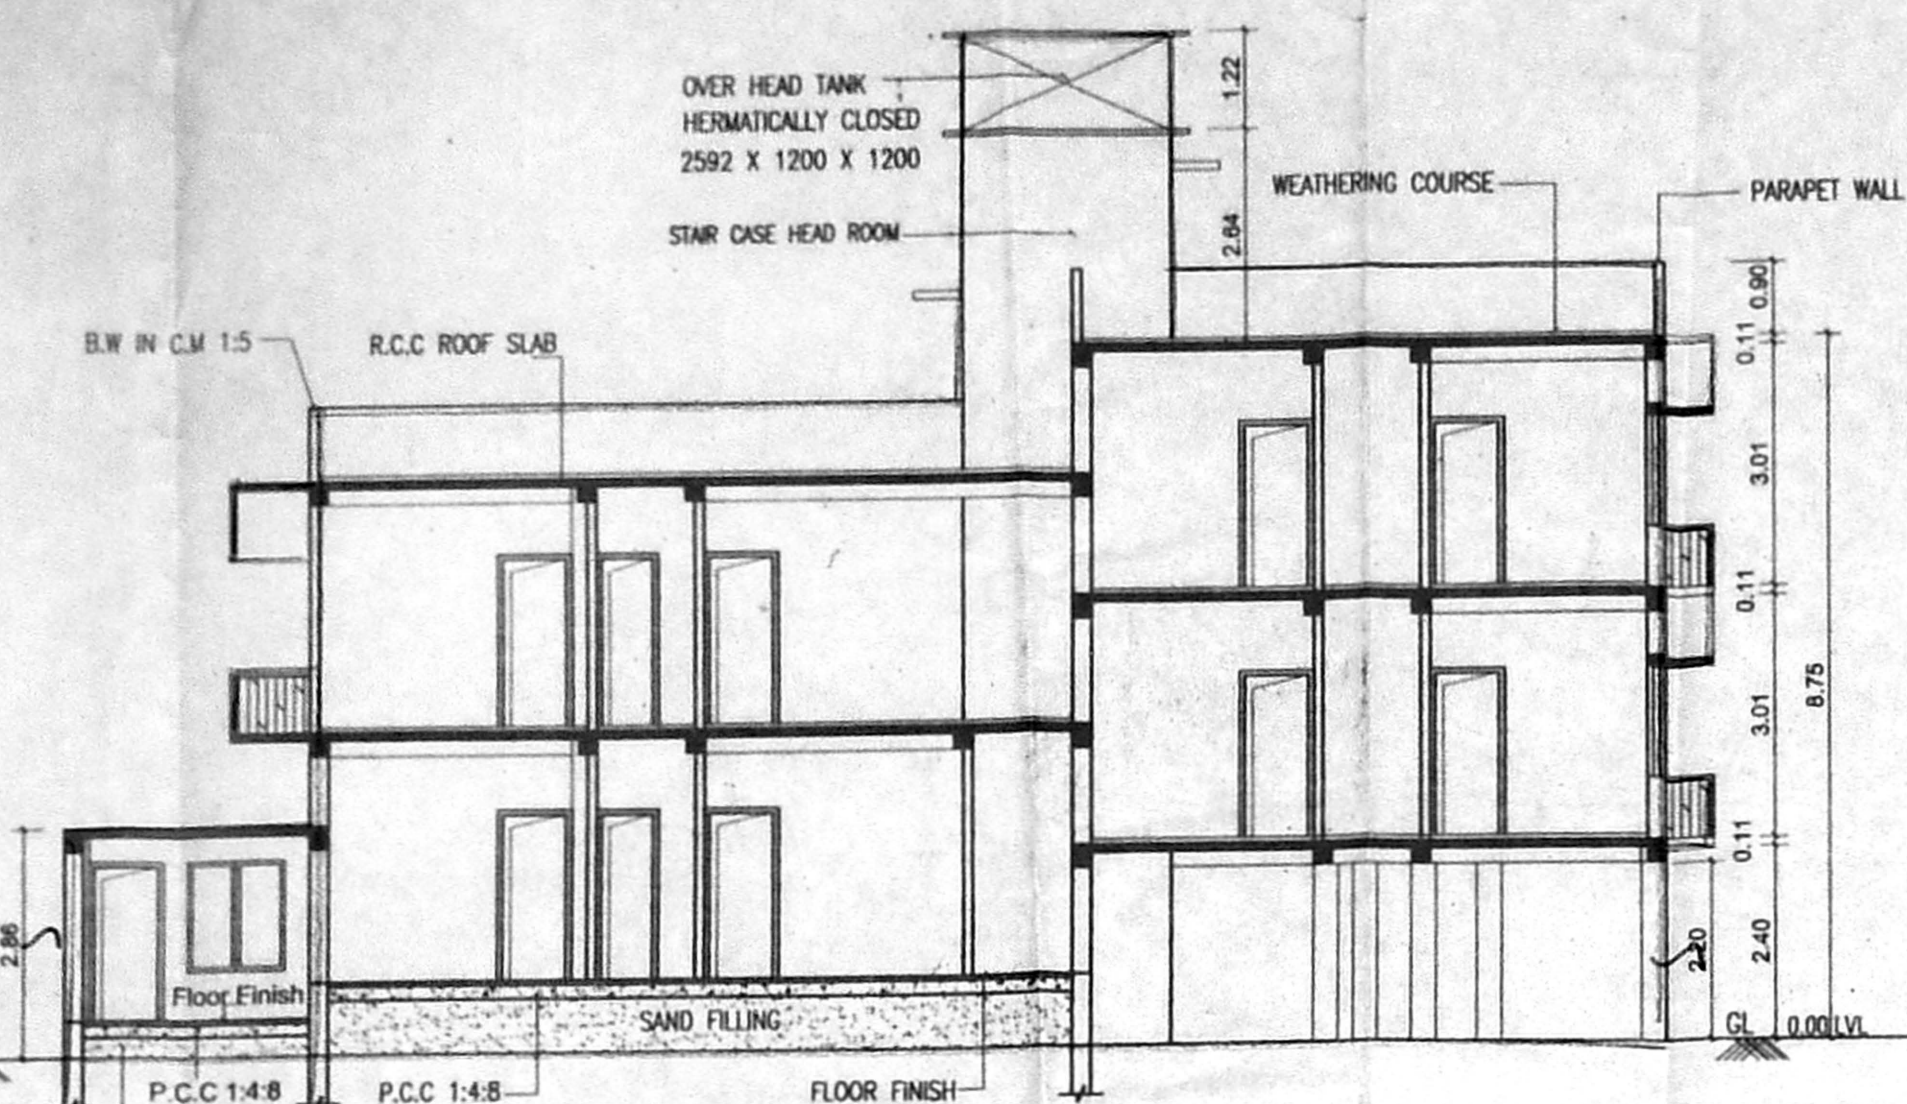 OVER HEAD TANK
HERMATICALLY CLOSED
2592 X 1200 X 1200
1.22
WEATHERING COURSE
PARAPET WALL
STAIR CASE HEAD ROOM
2.64
0.90
B.W IN C.M 1:5
R.C.C ROOF SLAB
0.11
3.01
0.11
3.01
8.75
0.11
2.86
2.20
2.40
Floor Finish
SAND FILLING
GL
0.00 LVL
P.C.C 1:4:8
P.C.C 1:4:8
FLOOR FINISH